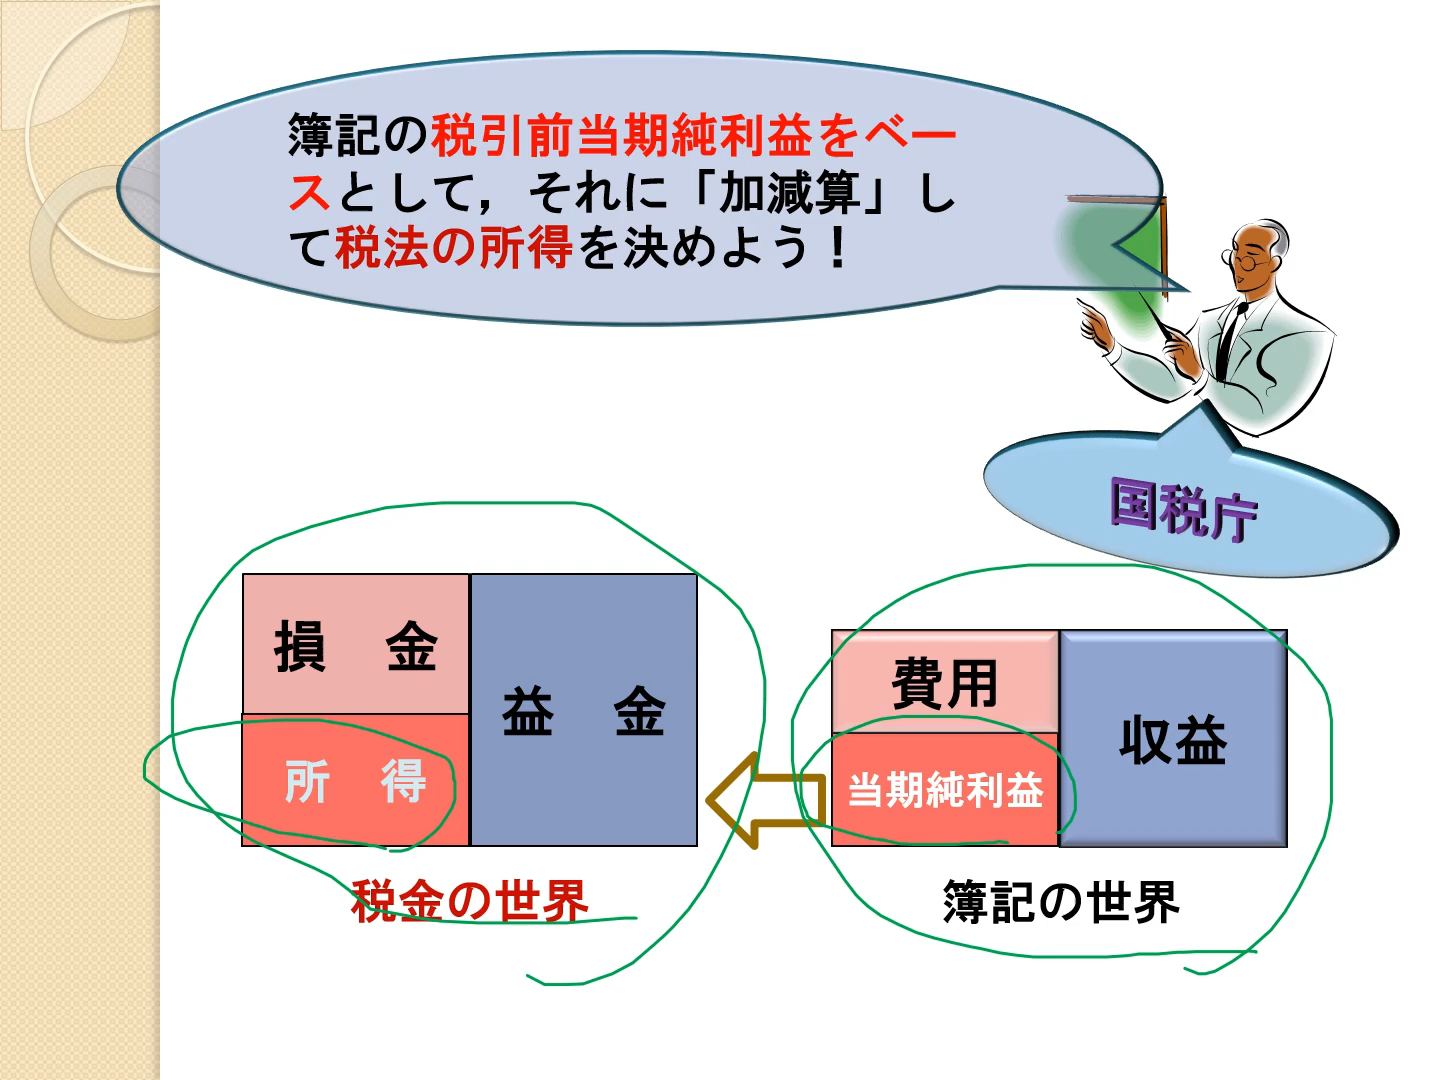 簿記の税引前当期純利益をベー
スとして，それに「加減算」し
て税法の所得を決めよう！
国税庁
損　金
益　金
所　得
税金の世界
費用
収益
当期純利益
簿記の世界